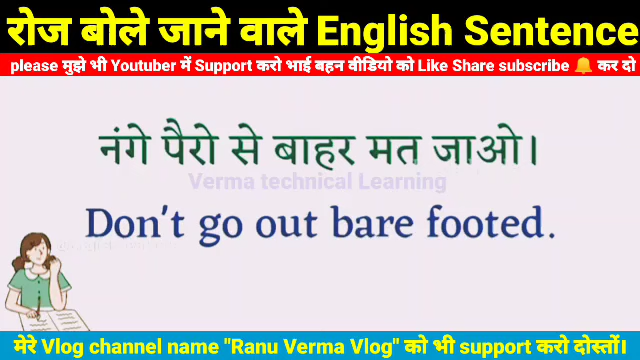 रोज बोले जाने वाले English Sentence
please मुझे भी Youtuber में Support करो भाई बहन वीडियो को Like Share subscribe 🔔 कर दो
नंगे पैरो से बाहर मत जाओ।
Verma technical Learning
Don't go out bare footed.
मेरे Vlog channel name "Ranu Verma Vlog" को भी support करो दोस्तों।